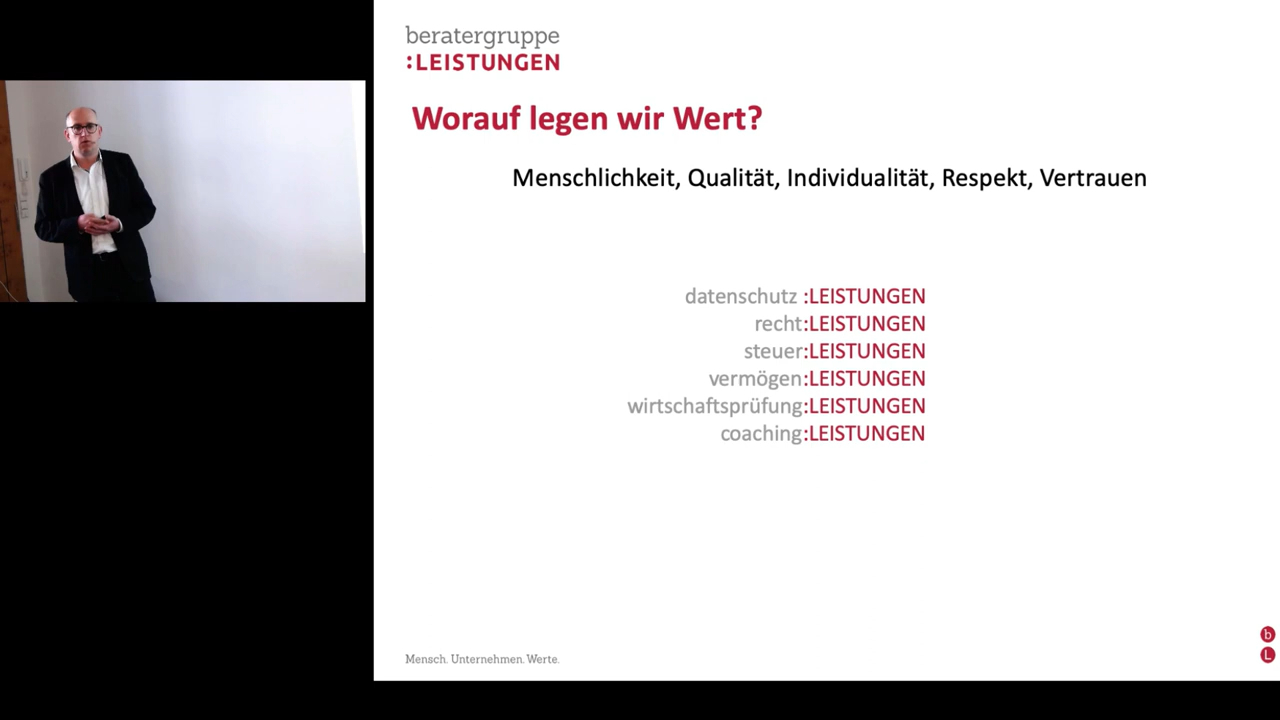 beratergruppe
:LEISTUNGEN
Worauf legen wir Wert?
Menschlichkeit, Qualität, Individualität, Respekt, Vertrauen
datenschutz :LEISTUNGEN
recht:LEISTUNGEN
steuer:LEISTUNGEN
vermögen:LEISTUNGEN
wirtschaftsprüfung:LEISTUNGEN
coaching:LEISTUNGEN
Mensch. Unternehmen. Werte.
b
L